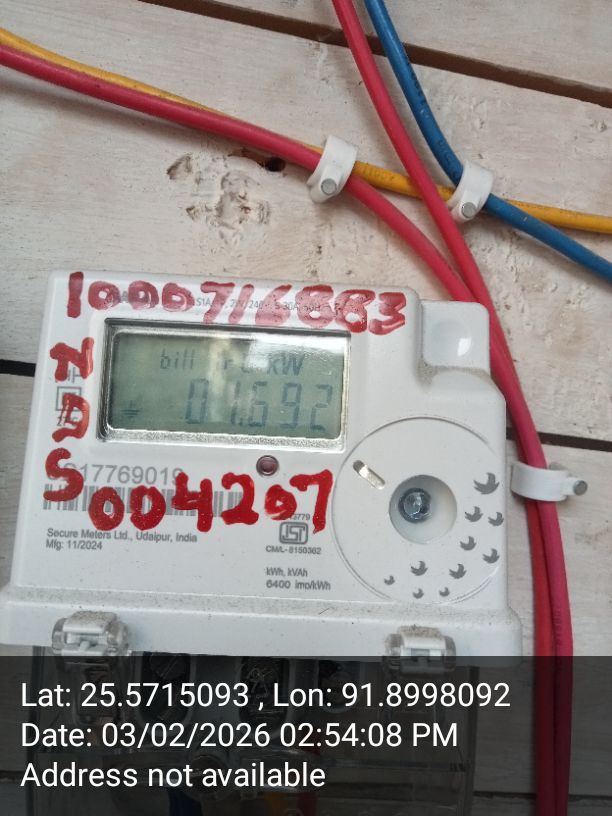 1000716883
bill kW
01.692
17769019
NAS
004207
Secure Meters Ltd., Udaipur, India
Mfg: 11/2024
CM/L- 8150362
kWh, kVAh
6400 imp/kWh
Lat: 25.5715093 , Lon: 91.8998092
Date: 03/02/2026 02:54:08 PM
Address not available